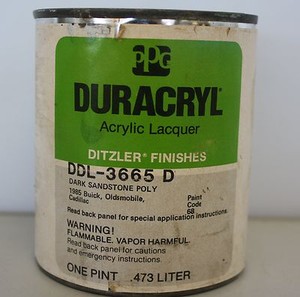 PPG
DURACRYL®
Acrylic Lacquer
DITZLER® FINISHES
DDL-3665 D
DARK SANDSTONE POLY
1985 Buick, Oldsmobile, Paint
Cadillac Code
68
Read back panel for special application instructions.
WARNING!
FLAMMABLE. VAPOR HARMFUL.
Read back panel for cautions
and emergency instructions.
ONE PINT .473 LITER